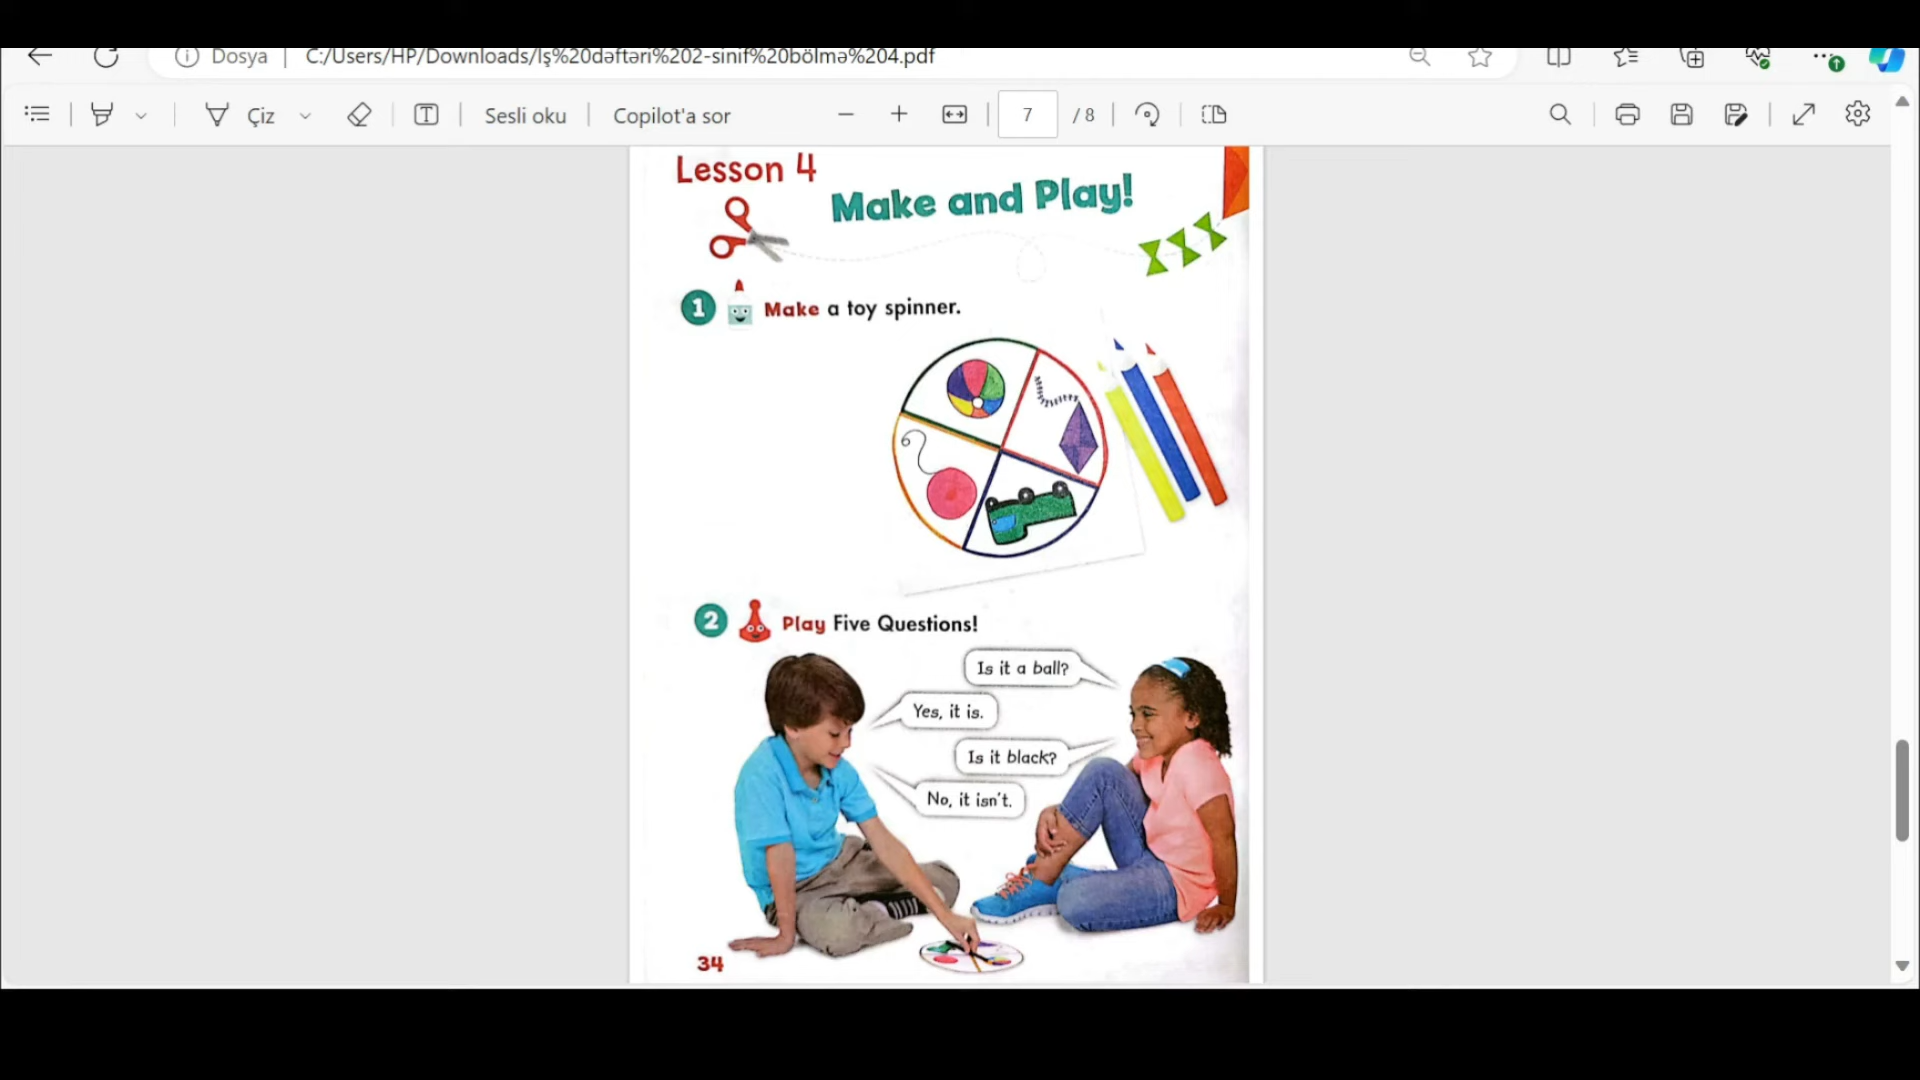 Dosya
C:/Users/HP/Downloads/İş%20dəftəri%202-sinif%20bölmə%204.pdf
Çiz
Sesli oku
Copilot'a sor
7
/ 8
Lesson 4
Make and Play!
1 Make a toy spinner.
2 Play Five Questions!
Is it a ball?
Yes, it is.
Is it black?
No, it isn't.
34